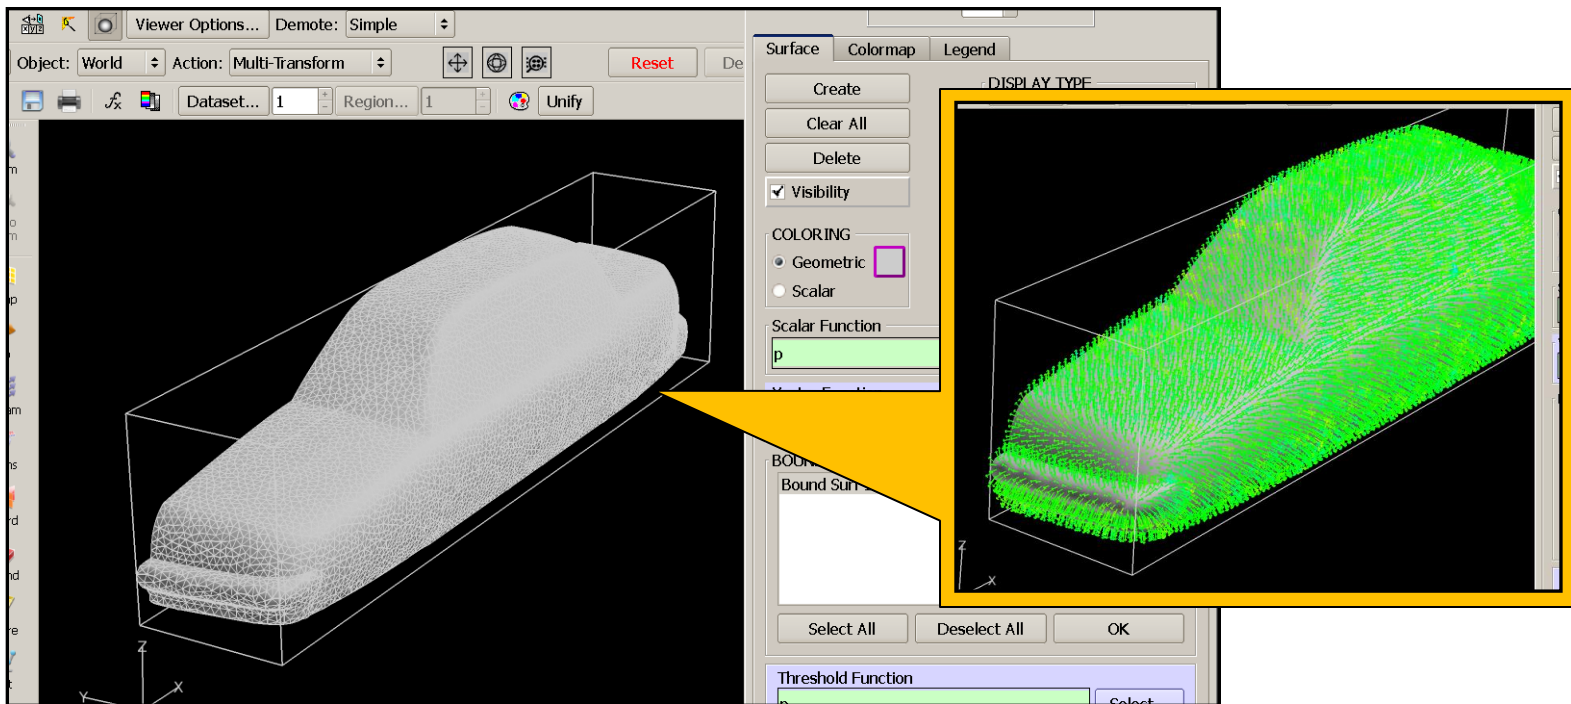 Viewer Options... Demote: Simple
Object: World Action: Multi-Transform Reset De
Dataset... 1 Region... 1 Unify
Surface Colormap Legend
Create
DISPLAY TYPE
Clear All
Delete
Visibility
COLORING
Geometric
Scalar
Scalar Function
p
Bound Surf
Select All Deselect All OK
Threshold Function
p Select...
Z
Y X
Z
X